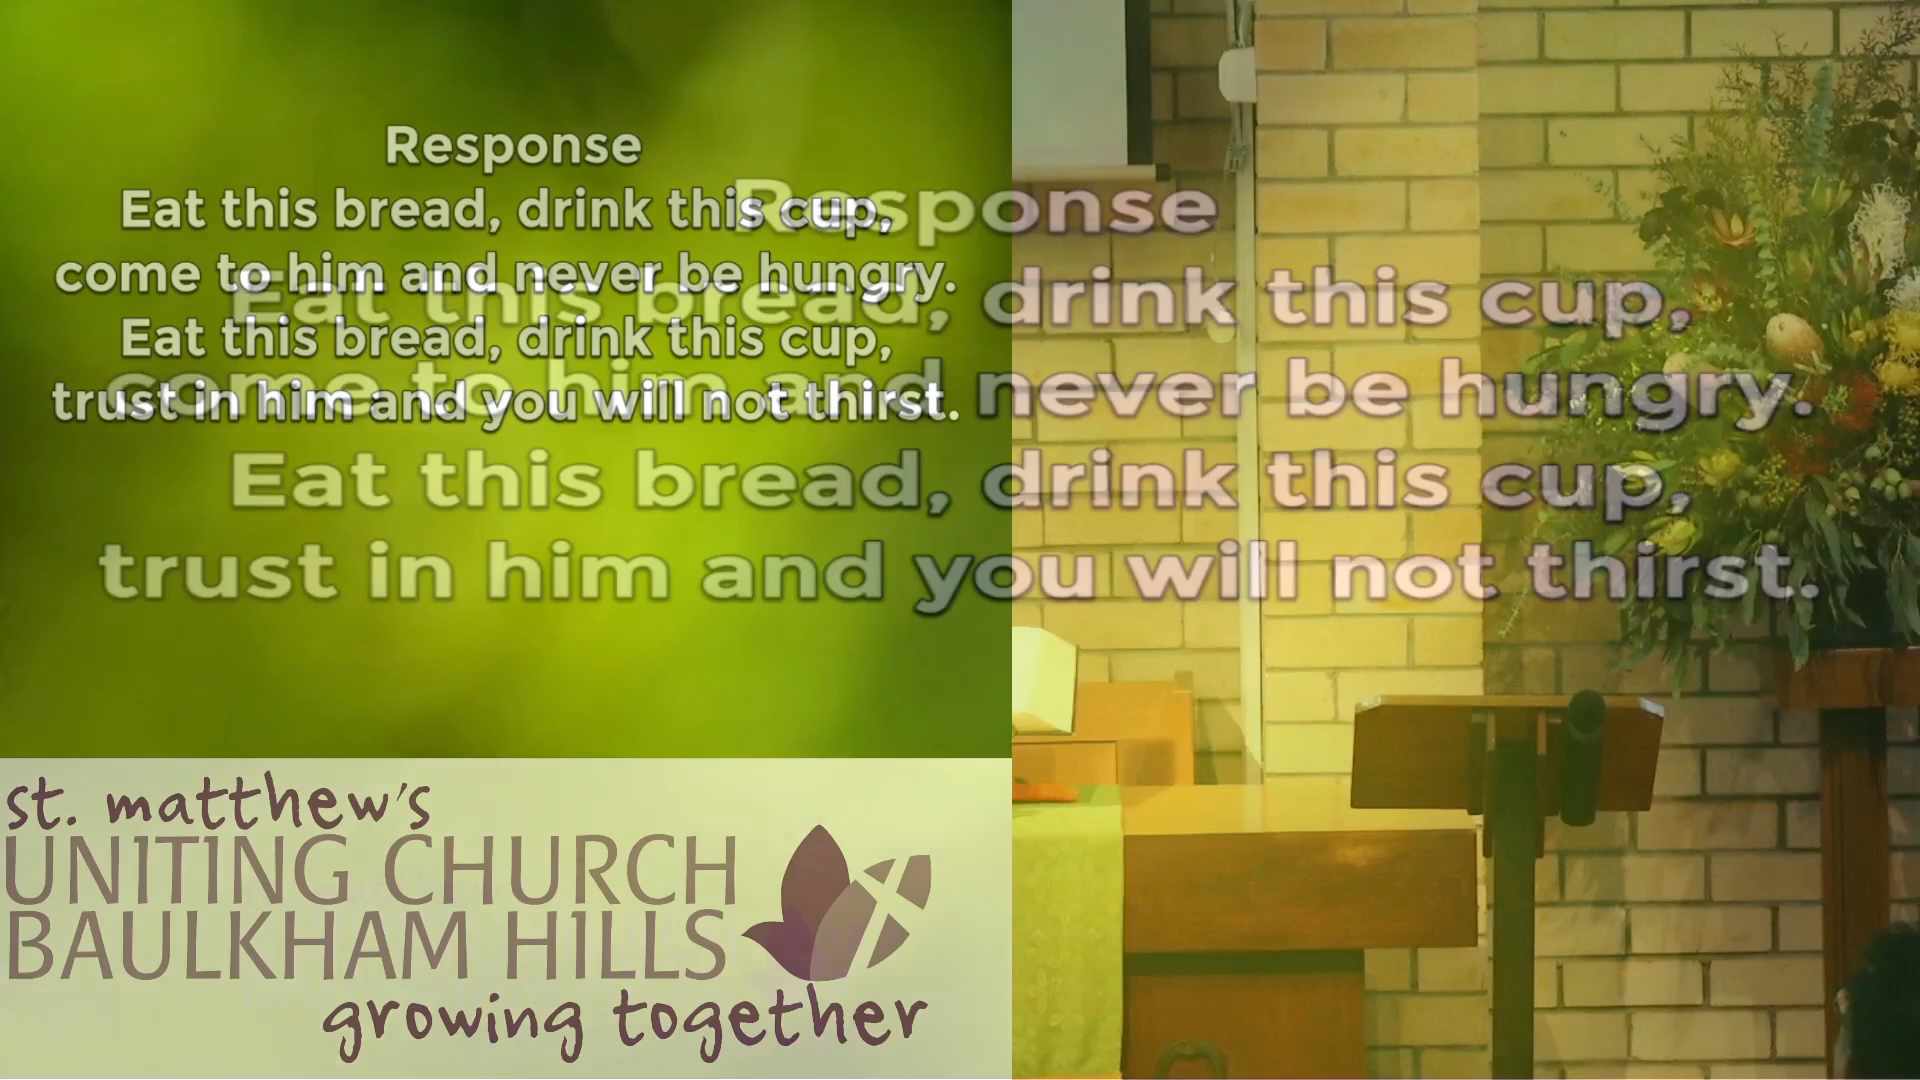 Response
Eat this bread, drink this cup,
come to him and never be hungry.
Eat this bread, drink this cup,
trust in him and you will not thirst.
Response
Eat this bread, drink this cup,
come to him and never be hungry.
Eat this bread, drink this cup,
trust in him and you will not thirst.
st. matthew's
UNITING CHURCH
BAULKHAM HILLS
growing together